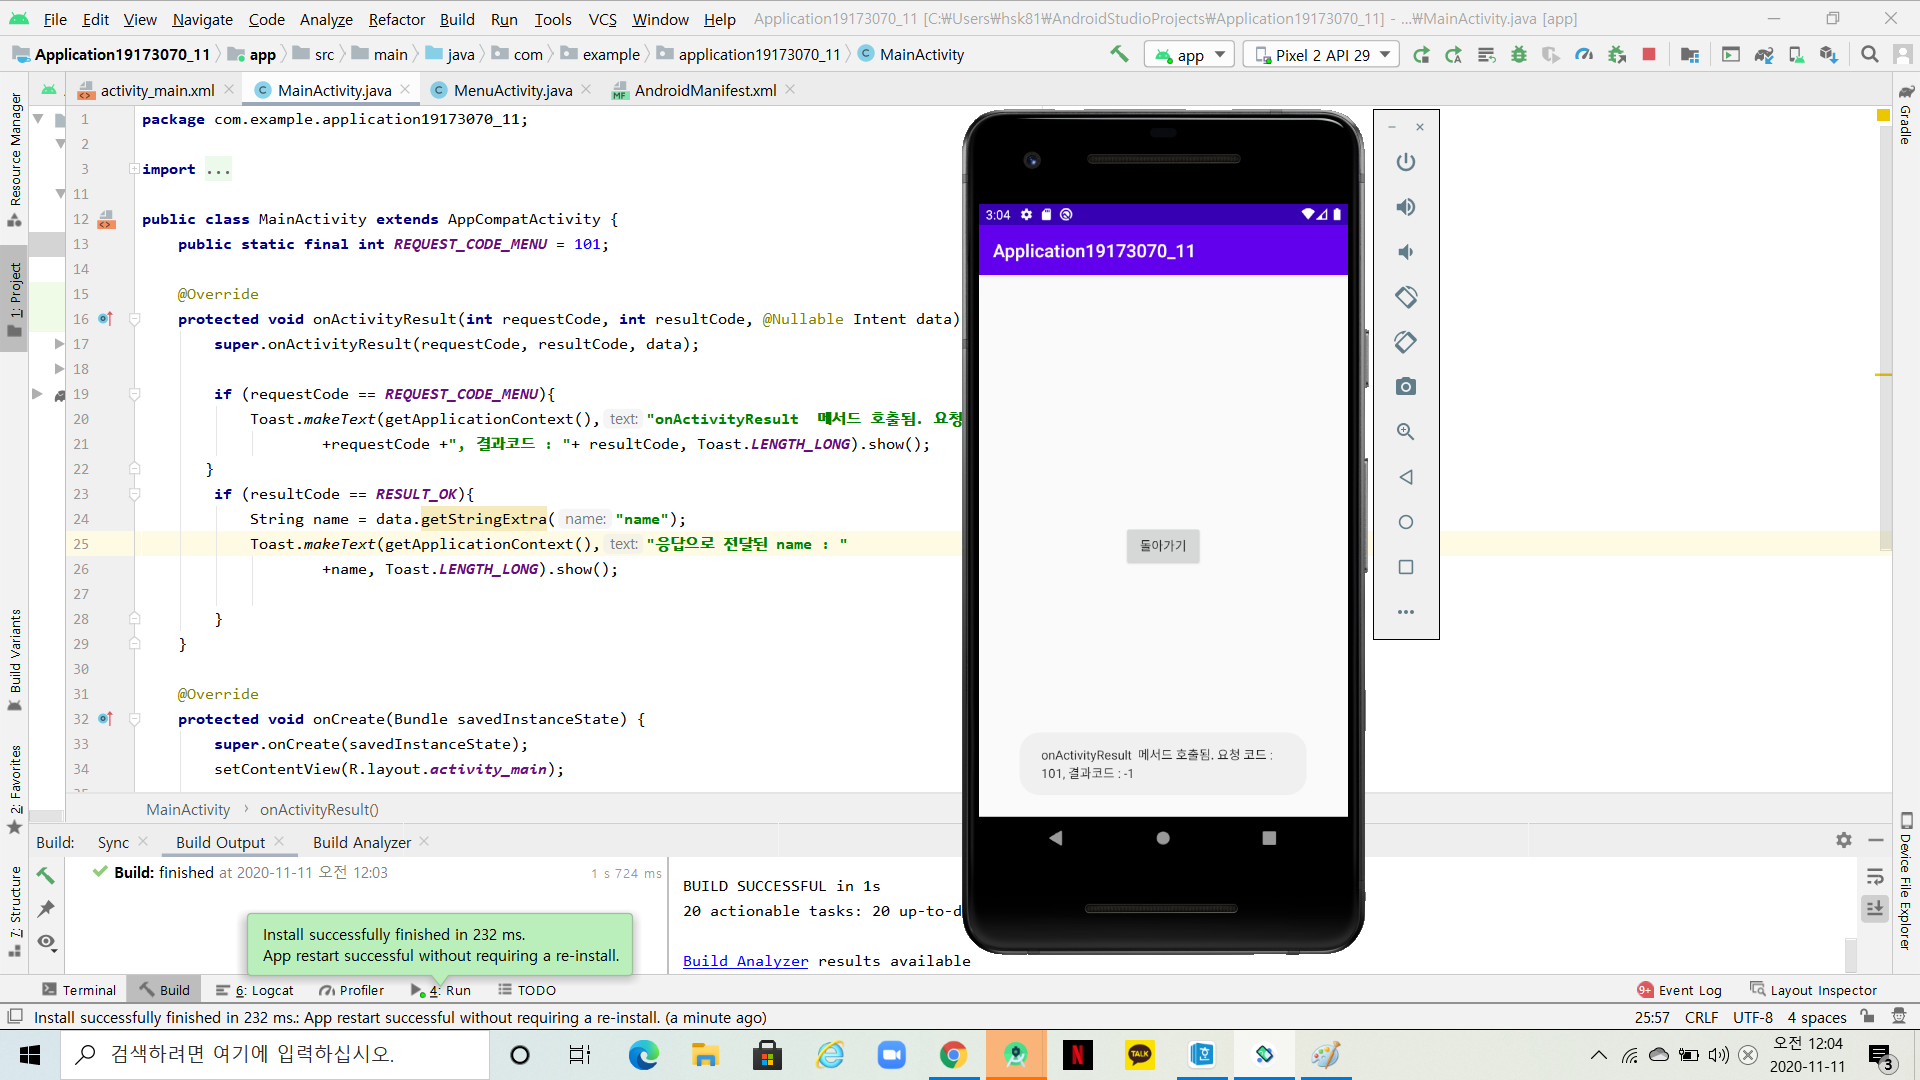 File Edit View Navigate Code Analyze Refactor Build Run Tools VCS Window Help Application19173070_11 [C:₩Users₩hsk81₩AndroidStudioProjects₩Application19173070_11] - ...₩MainActivity.java [app]
Application19173070_11 app src main java com example application19173070_11 MainActivity app Pixel 2 API 29
activity_main.xml MainActivity.java MenuActivity.java AndroidManifest.xml
Resource Manager
1: Project
Build Variants
2: Favorites
7: Structure
Gradle
Device File Explorer
1 package com.example.application19173070_11;
2
3 import ...
11
12 public class MainActivity extends AppCompatActivity {
13 public static final int REQUEST_CODE_MENU = 101;
14
15 @Override
16 protected void onActivityResult(int requestCode, int resultCode, @Nullable Intent data)
17 super.onActivityResult(requestCode, resultCode, data);
18
19 if (requestCode == REQUEST_CODE_MENU){
20 Toast.makeText(getApplicationContext(), text: "onActivityResult  메서드 호출됨. 요청
21 +requestCode +", 결과코드 : "+ resultCode, Toast.LENGTH_LONG).show();
22 }
23 if (resultCode == RESULT_OK){
24 String name = data.getStringExtra( name: "name");
25 Toast.makeText(getApplicationContext(), text: "응답으로 전달된 name : "
26 +name, Toast.LENGTH_LONG).show();
27
28 }
29 }
30
31 @Override
32 protected void onCreate(Bundle savedInstanceState) {
33 super.onCreate(savedInstanceState);
34 setContentView(R.layout.activity_main);
MainActivity › onActivityResult()
3:04
Application19173070_11
돌아가기
onActivityResult  메서드 호출됨. 요청 코드 :
101, 결과코드 : -1
Build: Sync Build Output Build Analyzer
Build: finished at 2020-11-11 오전 12:03 1 s 724 ms
BUILD SUCCESSFUL in 1s
20 actionable tasks: 20 up-to-d
Build Analyzer results available
Install successfully finished in 232 ms.
App restart successful without requiring a re-install.
Terminal Build 6: Logcat Profiler 4: Run TODO 9+ Event Log Layout Inspector
Install successfully finished in 232 ms.: App restart successful without requiring a re-install. (a minute ago) 25:57 CRLF UTF-8 4 spaces
검색하려면 여기에 입력하십시오.
N
TALK
오전 12:04
2020-11-11
3